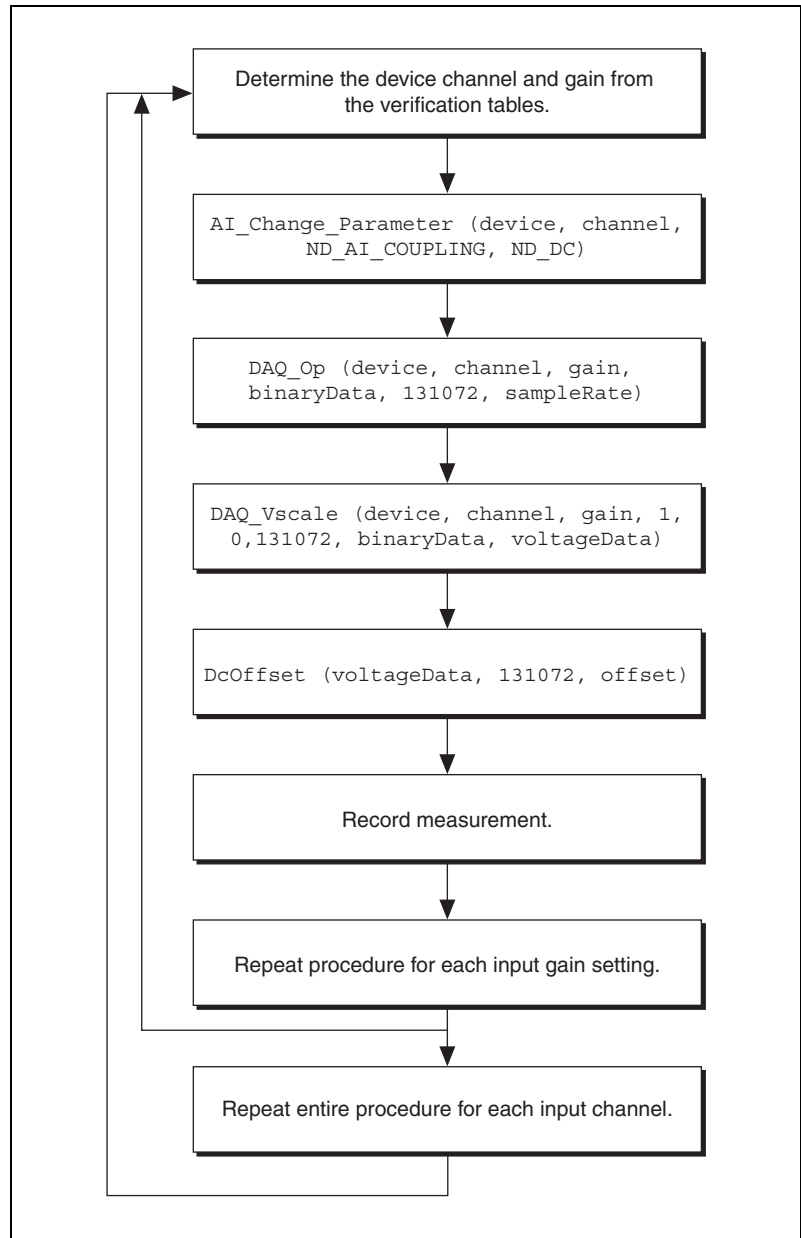 Determine the device channel and gain from
the verification tables.
AI_Change_Parameter (device, channel,
ND_AI_COUPLING, ND_DC)
DAQ_Op (device, channel, gain,
binaryData, 131072, sampleRate)
DAQ_Vscale (device, channel, gain, 1,
0,131072, binaryData, voltageData)
DcOffset (voltageData, 131072, offset)
Record measurement.
Repeat procedure for each input gain setting.
Repeat entire procedure for each input channel.